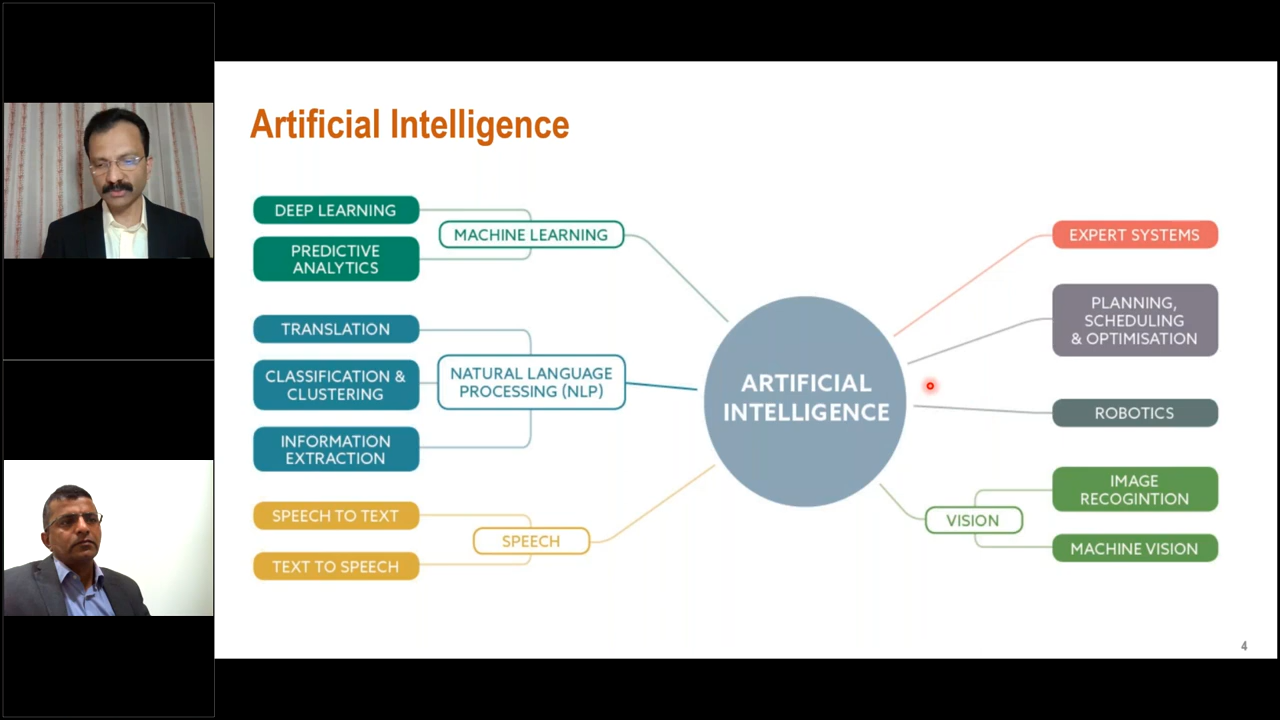 Artificial Intelligence
DEEP LEARNING
PREDICTIVE
ANALYTICS
MACHINE LEARNING
TRANSLATION
CLASSIFICATION &
CLUSTERING
INFORMATION
EXTRACTION
NATURAL LANGUAGE
PROCESSING (NLP)
SPEECH TO TEXT
TEXT TO SPEECH
SPEECH
ARTIFICIAL
INTELLIGENCE
EXPERT SYSTEMS
PLANNING,
SCHEDULING
& OPTIMISATION
ROBOTICS
VISION
IMAGE
RECOGINTION
MACHINE VISION
4